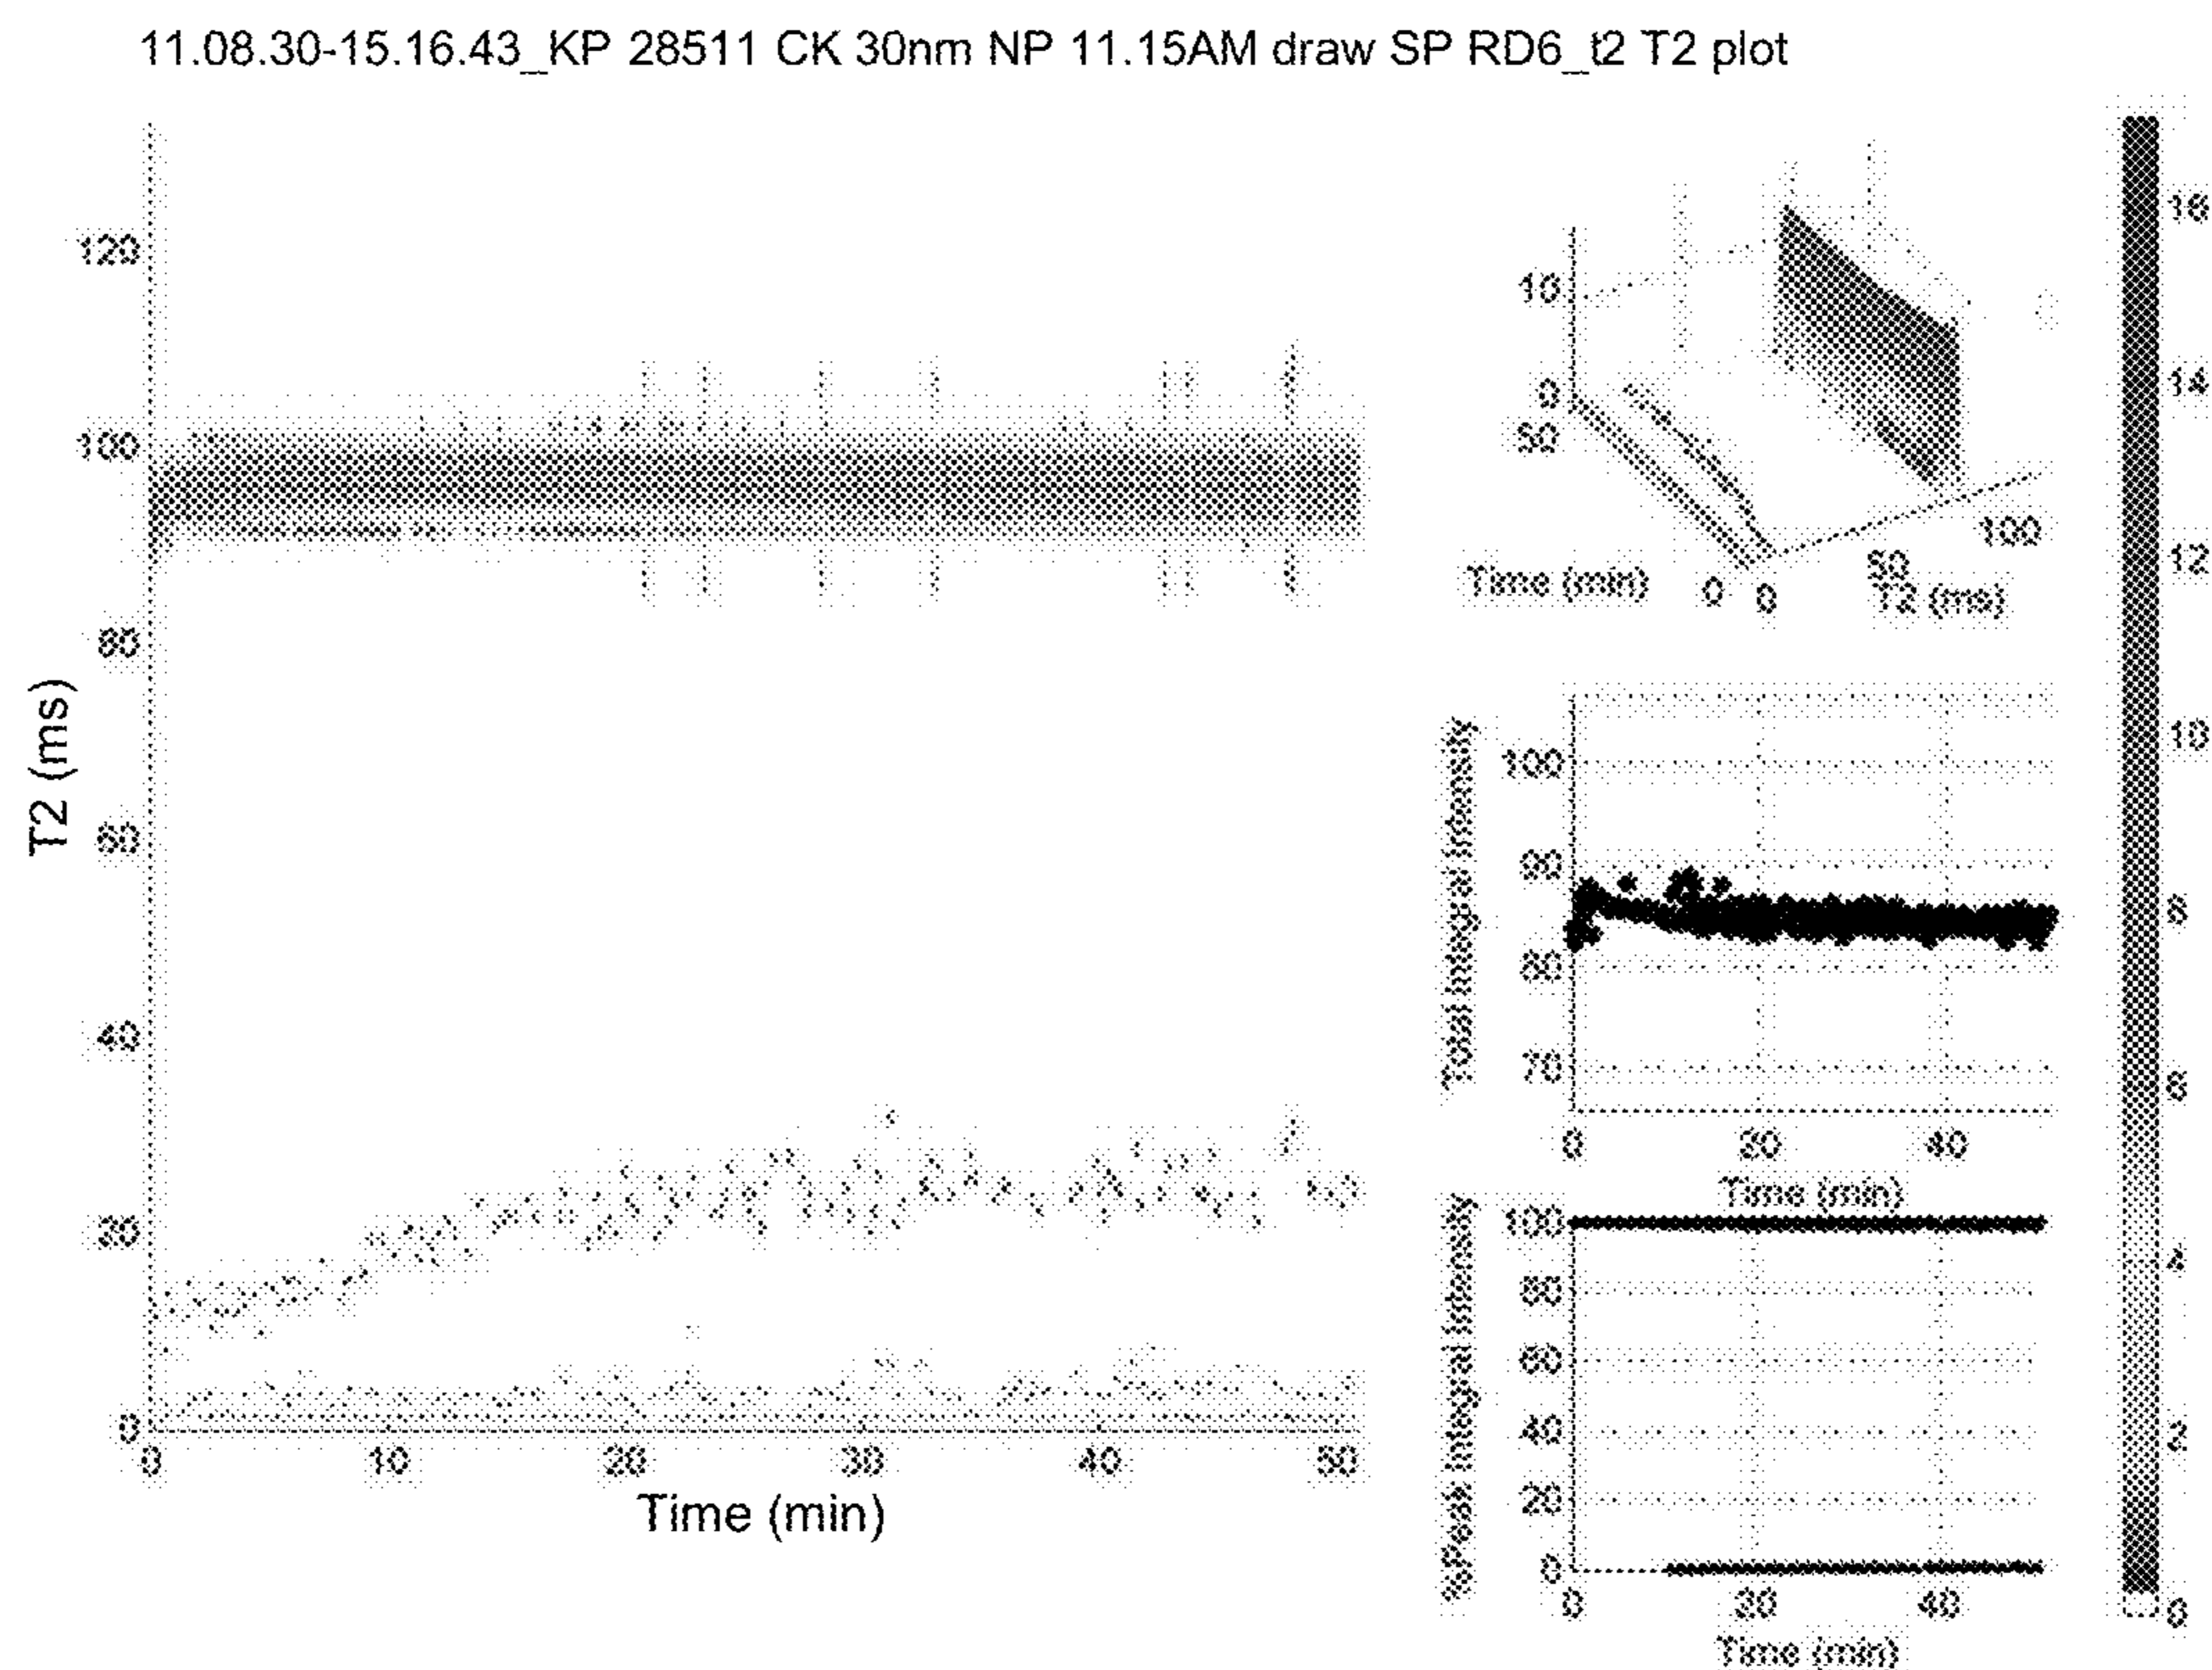 11.08.30-15.16.43_KP 28511 CK 30nm NP 11.15AM draw SP RD6_t2 T2 plot
T2 (ms)
120
100
80
60
40
20
0
0 10 20 30 40 50
Time (min)
10
0
50
Time (min)
0 0
50
100
T2 (ms)
Total Integral Intensity
100
90
80
70
0 20 40
Time (min)
%Peak Integral Intensity
100
80
60
40
20
0
0 20 40
Time (min)
16
14
12
10
8
6
4
2
0